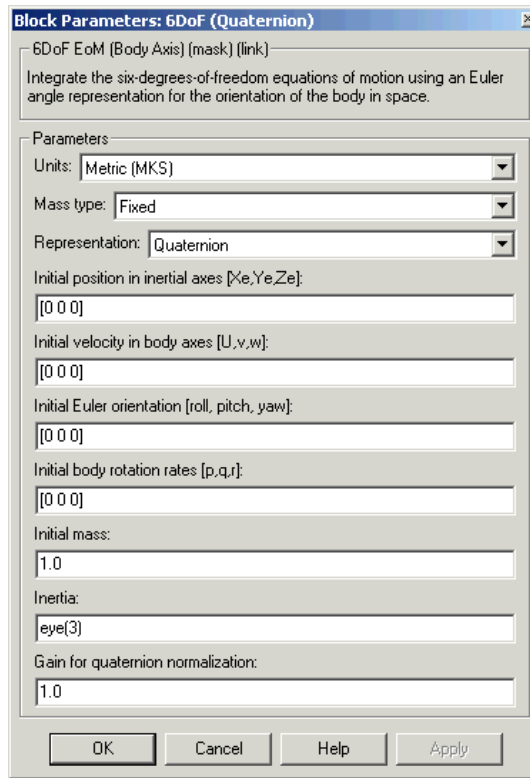 Block Parameters: 6DoF (Quaternion)
6DoF EoM (Body Axis) (mask) (link)
Integrate the six-degrees-of-freedom equations of motion using an Euler
angle representation for the orientation of the body in space.
Parameters
Units: Metric (MKS)
Mass type: Fixed
Representation: Quaternion
Initial position in inertial axes [Xe,Ye,Ze]:
[0 0 0]
Initial velocity in body axes [U,v,w]:
[0 0 0]
Initial Euler orientation [roll, pitch, yaw]:
[0 0 0]
Initial body rotation rates [p,q,r]:
[0 0 0]
Initial mass:
1.0
Inertia:
eye(3)
Gain for quaternion normalization:
1.0
OK Cancel Help Apply